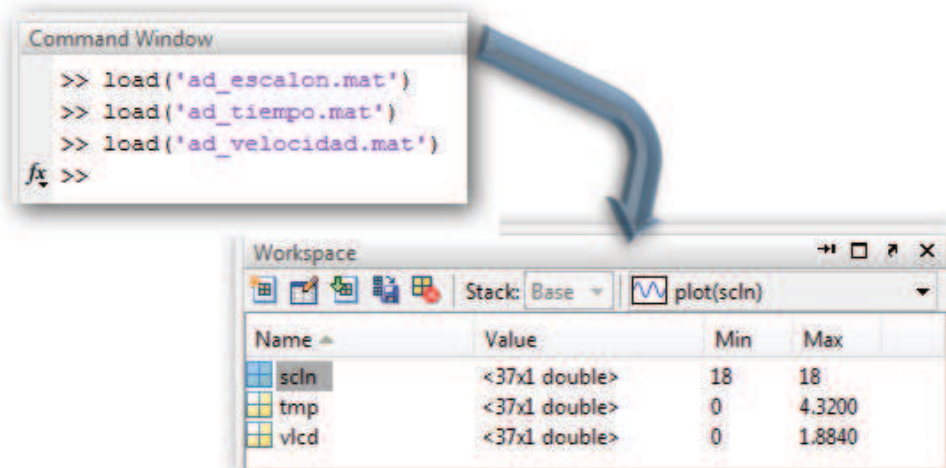 Command Window
>> load('ad_escalon.mat')
>> load('ad_tiempo.mat')
>> load('ad_velocidad.mat')
fx >>
Workspace
Stack: Base plot(scln)
Name Value Min Max
scln <37x1 double> 18 18
tmp <37x1 double> 0 4.3200
vlcd <37x1 double> 0 1.8840